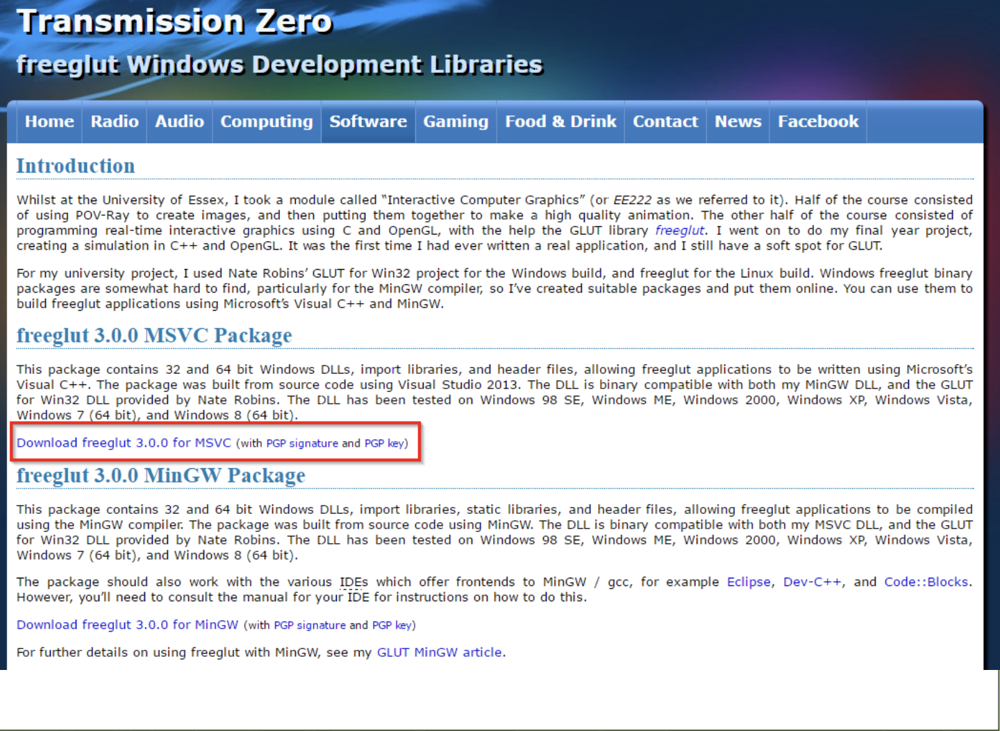 Transmission Zero
freeglut Windows Development Libraries
Home Radio Audio Computing Software Gaming Food & Drink Contact News Facebook
Introduction
Whilst at the University of Essex, I took a module called “Interactive Computer Graphics” (or EE222 as we referred to it). Half of the course consisted
of using POV-Ray to create images, and then putting them together to make a high quality animation. The other half of the course consisted of
programming real-time interactive graphics using C and OpenGL, with the help the GLUT library freeglut. I went on to do my final year project,
creating a simulation in C++ and OpenGL. It was the first time I had ever written a real application, and I still have a soft spot for GLUT.
For my university project, I used Nate Robins’ GLUT for Win32 project for the Windows build, and freeglut for the Linux build. Windows freeglut binary
packages are somewhat hard to find, particularly for the MinGW compiler, so I’ve created suitable packages and put them online. You can use them to
build freeglut applications using Microsoft’s Visual C++ and MinGW.
freeglut 3.0.0 MSVC Package
This package contains 32 and 64 bit Windows DLLs, import libraries, and header files, allowing freeglut applications to be written using Microsoft’s
Visual C++. The package was built from source code using Visual Studio 2013. The DLL is binary compatible with both my MinGW DLL, and the GLUT
for Win32 DLL provided by Nate Robins. The DLL has been tested on Windows 98 SE, Windows ME, Windows 2000, Windows XP, Windows Vista,
Windows 7 (64 bit), and Windows 8 (64 bit).
Download freeglut 3.0.0 for MSVC (with PGP signature and PGP key)
freeglut 3.0.0 MinGW Package
This package contains 32 and 64 bit Windows DLLs, import libraries, static libraries, and header files, allowing freeglut applications to be compiled
using the MinGW compiler. The package was built from source code using MinGW. The DLL is binary compatible with both my MSVC DLL, and the GLUT
for Win32 DLL provided by Nate Robins. The DLL has been tested on Windows 98 SE, Windows ME, Windows 2000, Windows XP, Windows Vista,
Windows 7 (64 bit), and Windows 8 (64 bit).
The package should also work with the various IDEs which offer frontends to MinGW / gcc, for example Eclipse, Dev-C++, and Code::Blocks.
However, you’ll need to consult the manual for your IDE for instructions on how to do this.
Download freeglut 3.0.0 for MinGW (with PGP signature and PGP key)
For further details on using freeglut with MinGW, see my GLUT MinGW article.